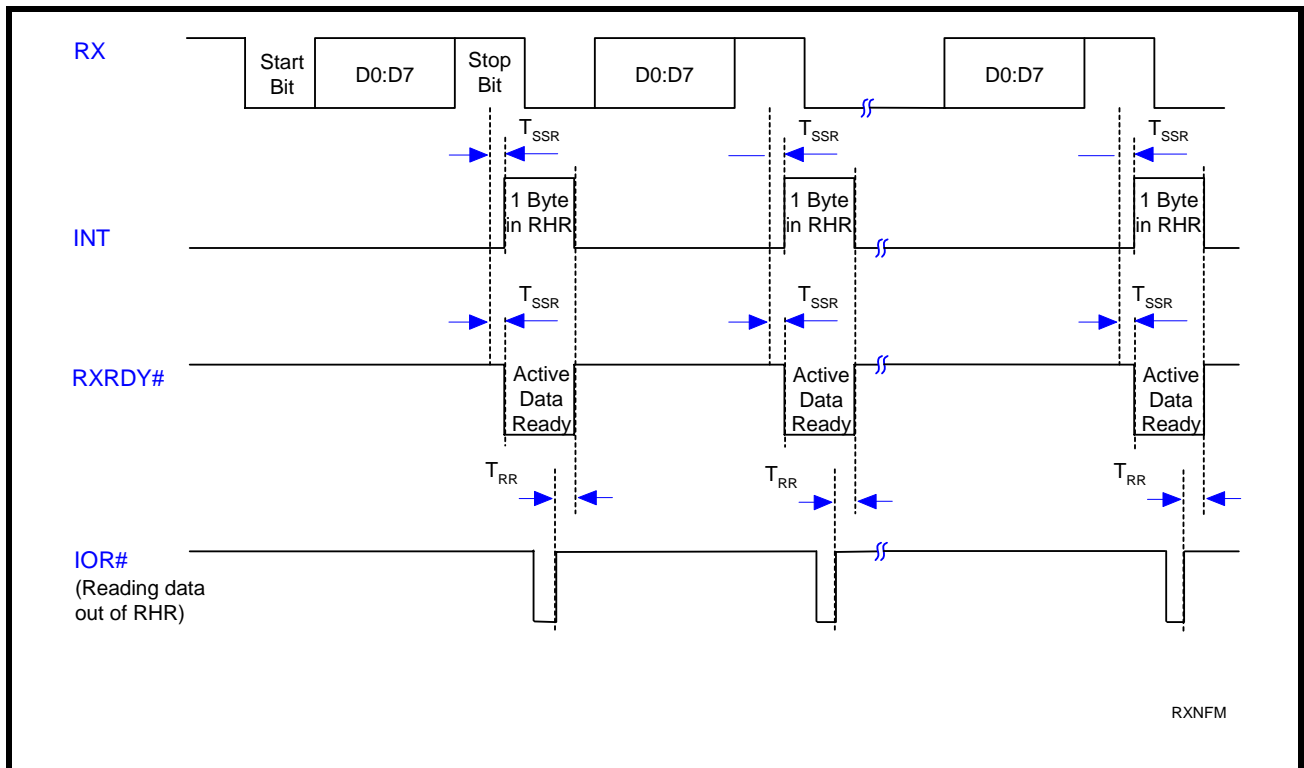 RX
Start
Bit
D0:D7
Stop
Bit
D0:D7
D0:D7
TSSR
TSSR
TSSR
INT
1 Byte
in RHR
1 Byte
in RHR
1 Byte
in RHR
TSSR
TSSR
TSSR
RXRDY#
Active
Data
Ready
Active
Data
Ready
Active
Data
Ready
TRR
TRR
TRR
IOR#
(Reading data
out of RHR)
RXNFM